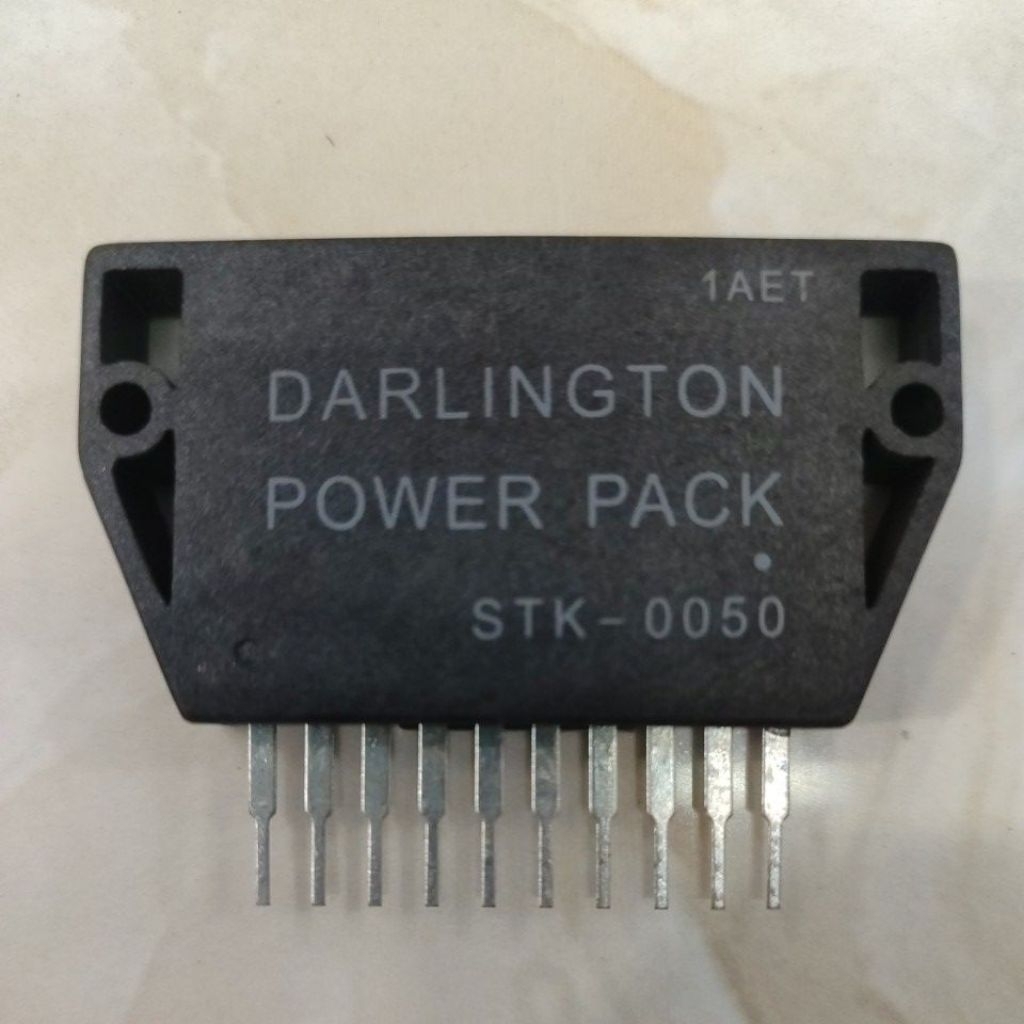 1AET
DARLINGTON
POWER PACK
STK-0050